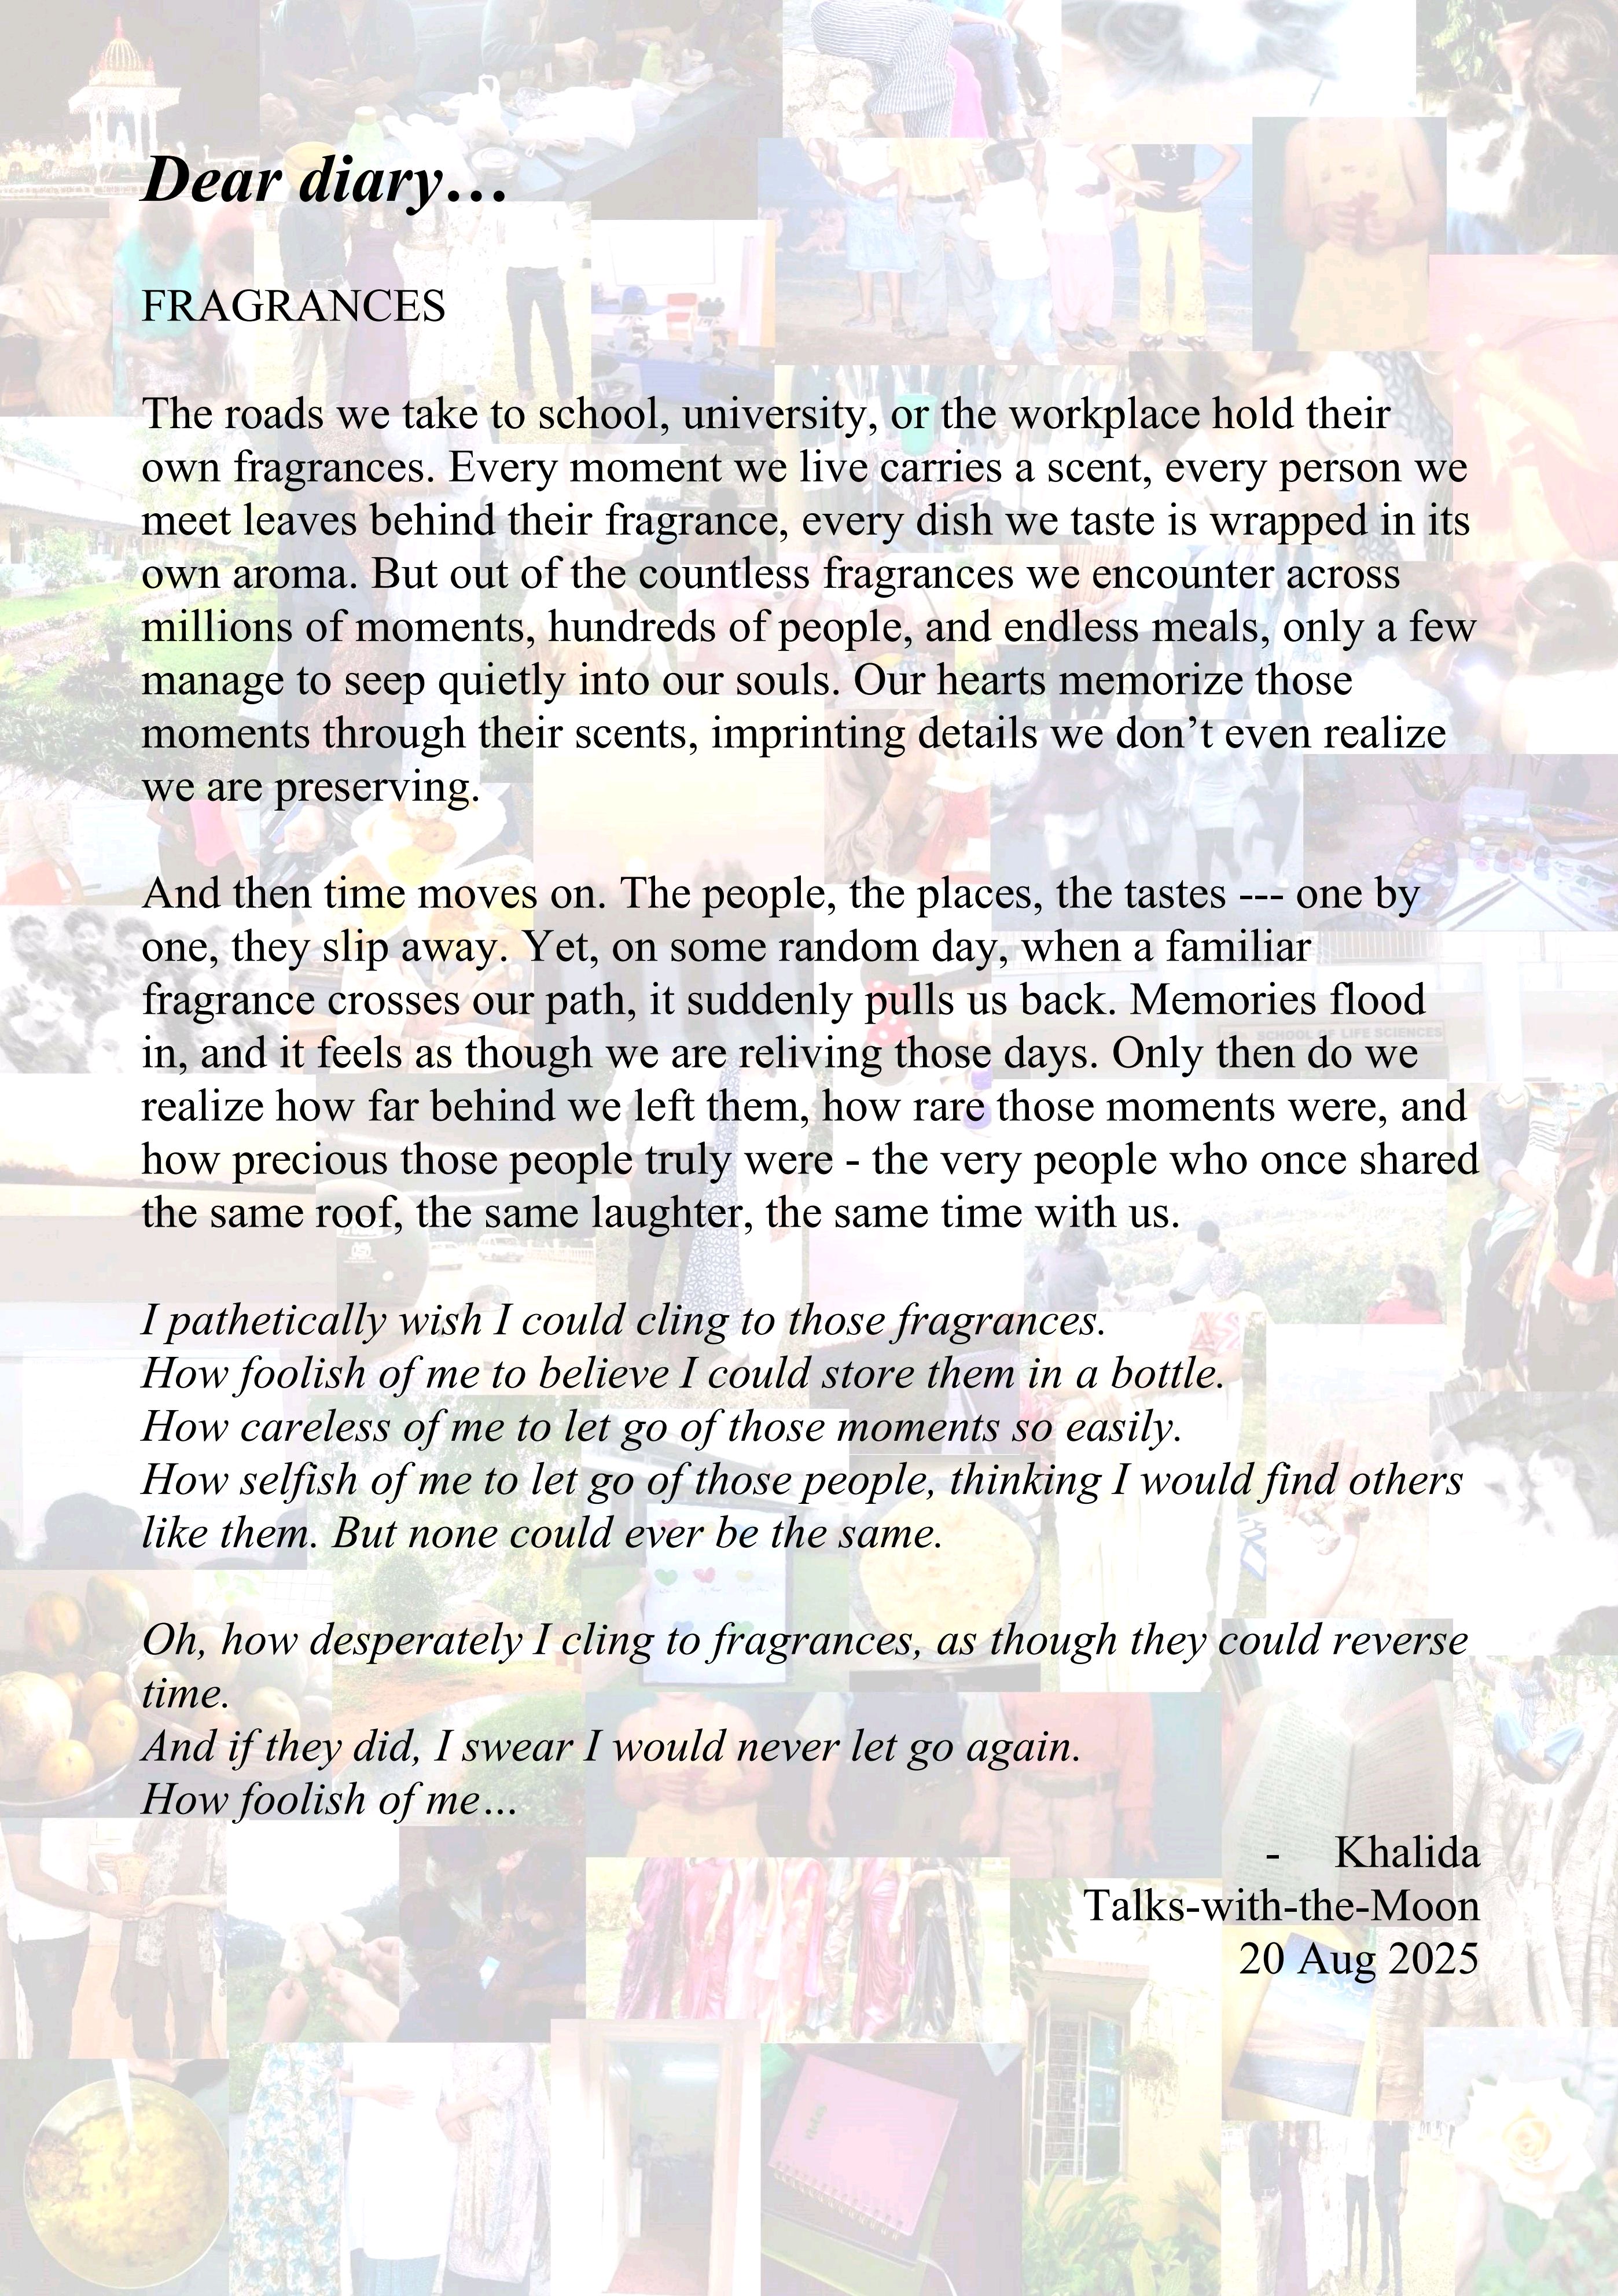 Dear diary…
FRAGRANCES
The roads we take to school, university, or the workplace hold their
own fragrances. Every moment we live carries a scent, every person we
meet leaves behind their fragrance, every dish we taste is wrapped in its
own aroma. But out of the countless fragrances we encounter across
millions of moments, hundreds of people, and endless meals, only a few
manage to seep quietly into our souls. Our hearts memorize those
moments through their scents, imprinting details we don’t even realize
we are preserving.
And then time moves on. The people, the places, the tastes --- one by
one, they slip away. Yet, on some random day, when a familiar
fragrance crosses our path, it suddenly pulls us back. Memories flood
SCHOOL OF LIFE SCIENCES
in, and it feels as though we are reliving those days. Only then do we
realize how far behind we left them, how rare those moments were, and
how precious those people truly were - the very people who once shared
the same roof, the same laughter, the same time with us.
I pathetically wish I could cling to those fragrances.
How foolish of me to believe I could store them in a bottle.
How careless of me to let go of those moments so easily.
How selfish of me to let go of those people, thinking I would find others
like them. But none could ever be the same.
Oh, how desperately I cling to fragrances, as though they could reverse
time.
And if they did, I swear I would never let go again.
How foolish of me…
- Khalida
Talks-with-the-Moon
20 Aug 2025